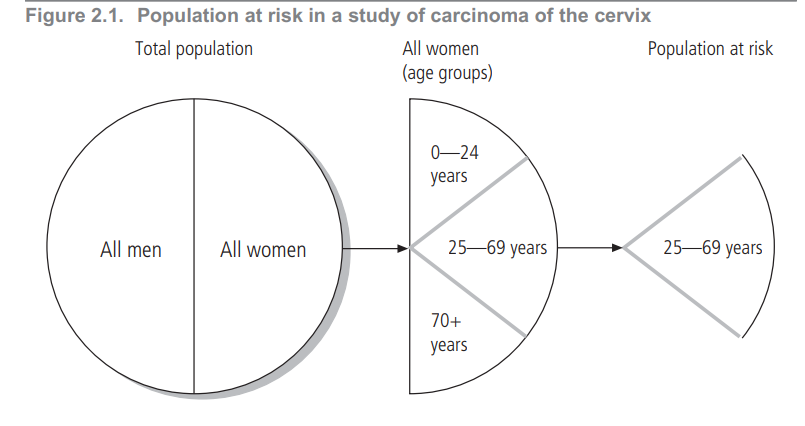 Figure 2.1. Population at risk in a study of carcinoma of the cervix
Total population
All women
(age groups)
Population at risk
All men
All women
0—24
years
25—69 years
70+
years
25—69 years